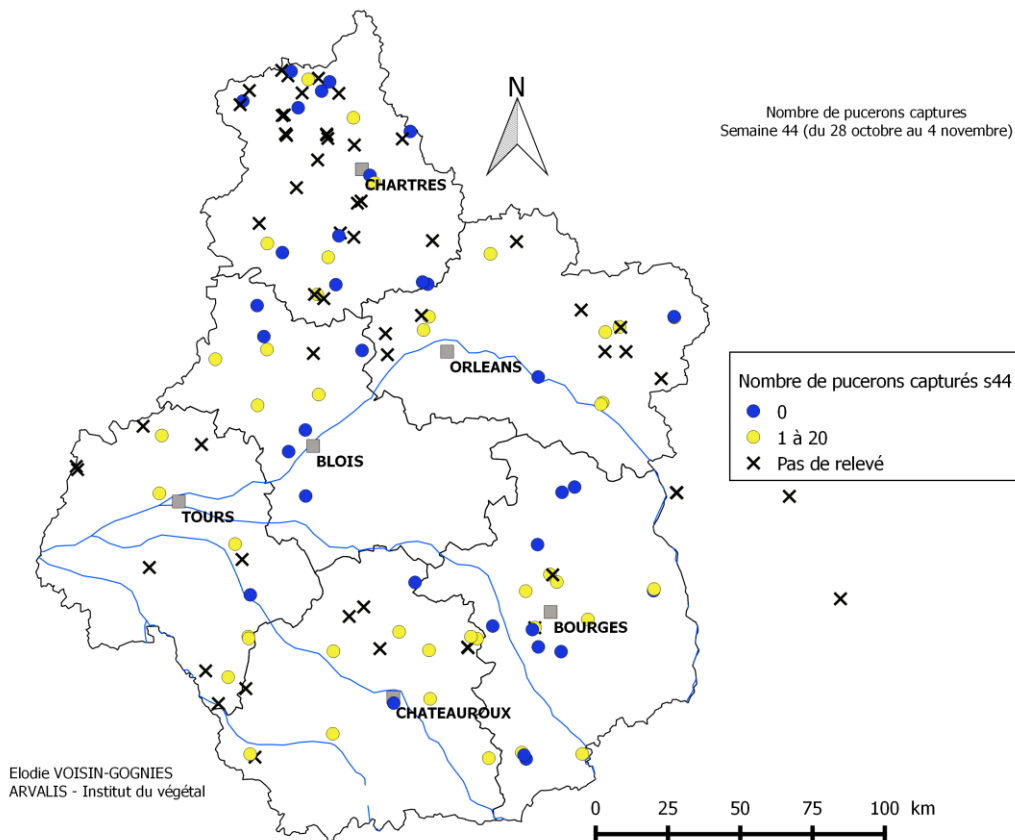 N
Nombre de pucerons captures
Semaine 44 (du 28 octobre au 4 novembre)
CHARTRES
ORLEANS
Nombre de pucerons capturés s44
0
1 à 20
Pas de relevé
BLOIS
TOURS
BOURGES
CHATEAUROUX
Elodie VOISIN-GOGNIES
ARVALIS - Institut du végétal
0 25 50 75 100 km